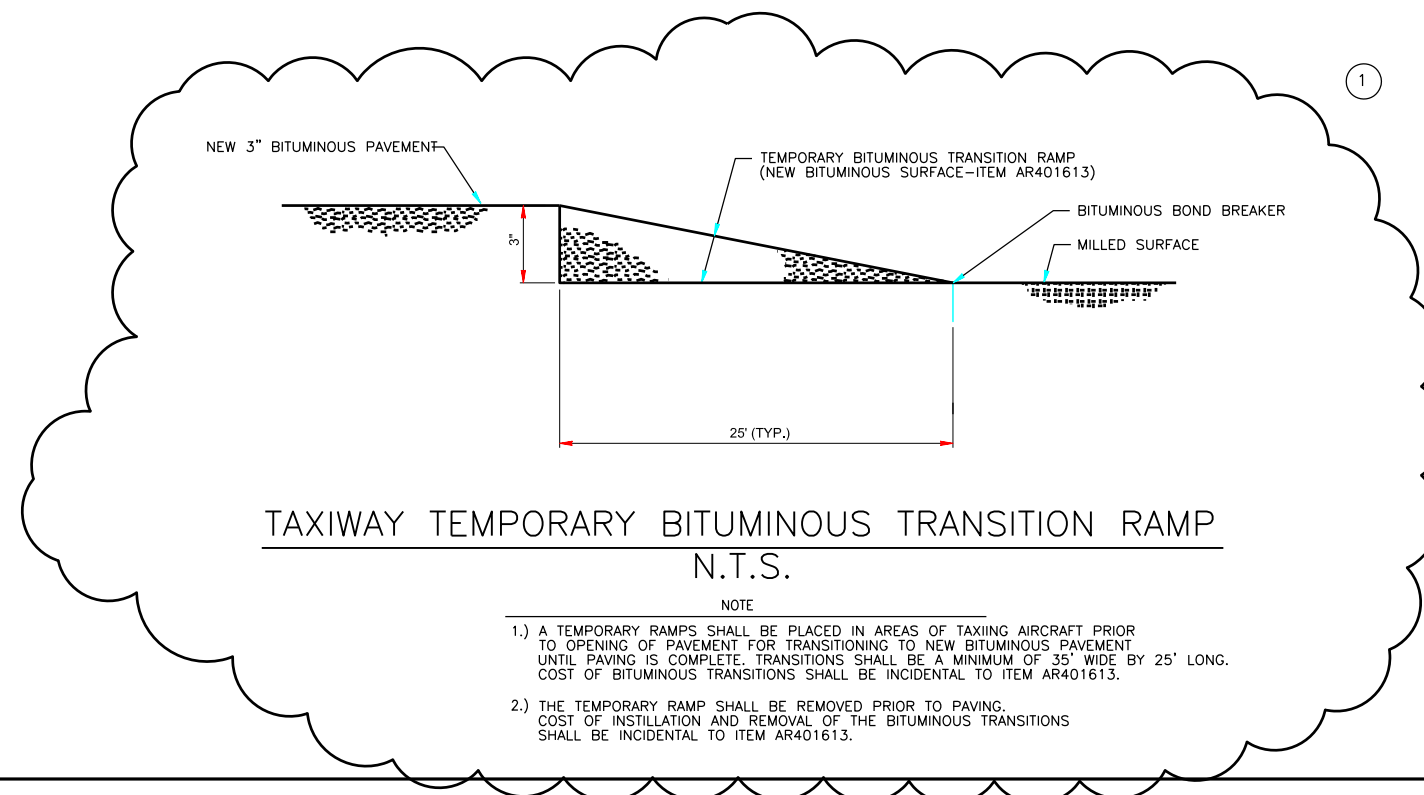 1
NEW 3" BITUMINOUS PAVEMENT
TEMPORARY BITUMINOUS TRANSITION RAMP
(NEW BITUMINOUS SURFACE-ITEM AR401613)
BITUMINOUS BOND BREAKER
MILLED SURFACE
3"
25' (TYP.)
TAXIWAY TEMPORARY BITUMINOUS TRANSITION RAMP
N.T.S.
NOTE
1.) A TEMPORARY RAMPS SHALL BE PLACED IN AREAS OF TAXIING AIRCRAFT PRIOR
TO OPENING OF PAVEMENT FOR TRANSITIONING TO NEW BITUMINOUS PAVEMENT
UNTIL PAVING IS COMPLETE. TRANSITIONS SHALL BE A MINIMUM OF 35' WIDE BY 25' LONG.
COST OF BITUMINOUS TRANSITIONS SHALL BE INCIDENTAL TO ITEM AR401613.
2.) THE TEMPORARY RAMP SHALL BE REMOVED PRIOR TO PAVING.
COST OF INSTILLATION AND REMOVAL OF THE BITUMINOUS TRANSITIONS
SHALL BE INCIDENTAL TO ITEM AR401613.